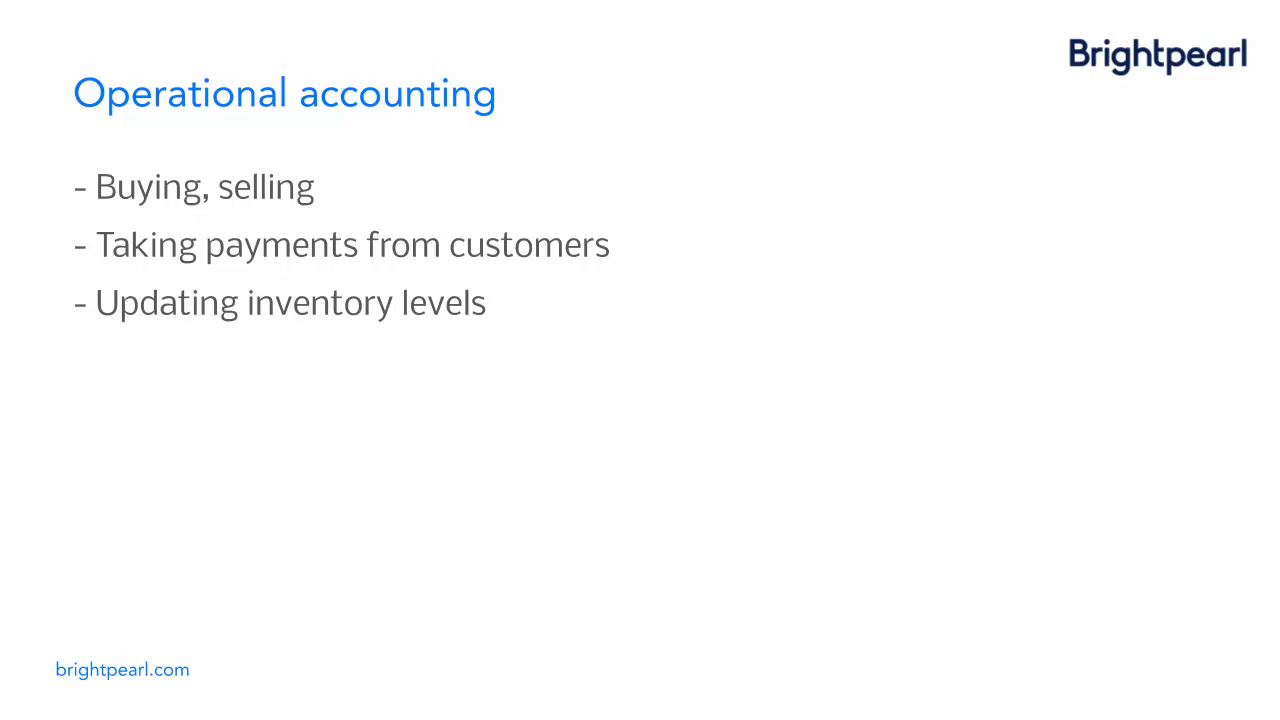 Brightpearl
Operational accounting
- Buying, selling
- Taking payments from customers
- Updating inventory levels
brightpearl.com